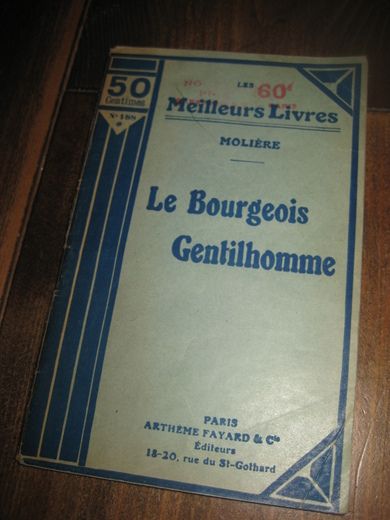 50
Centimes
No 188
LES
60c
Meilleurs Livres
MOLIÈRE
Le Bourgeois
Gentilhomme
PARIS
ARTHÈME FAYARD & Cie
Éditeurs
18-20, rue du St-Gothard